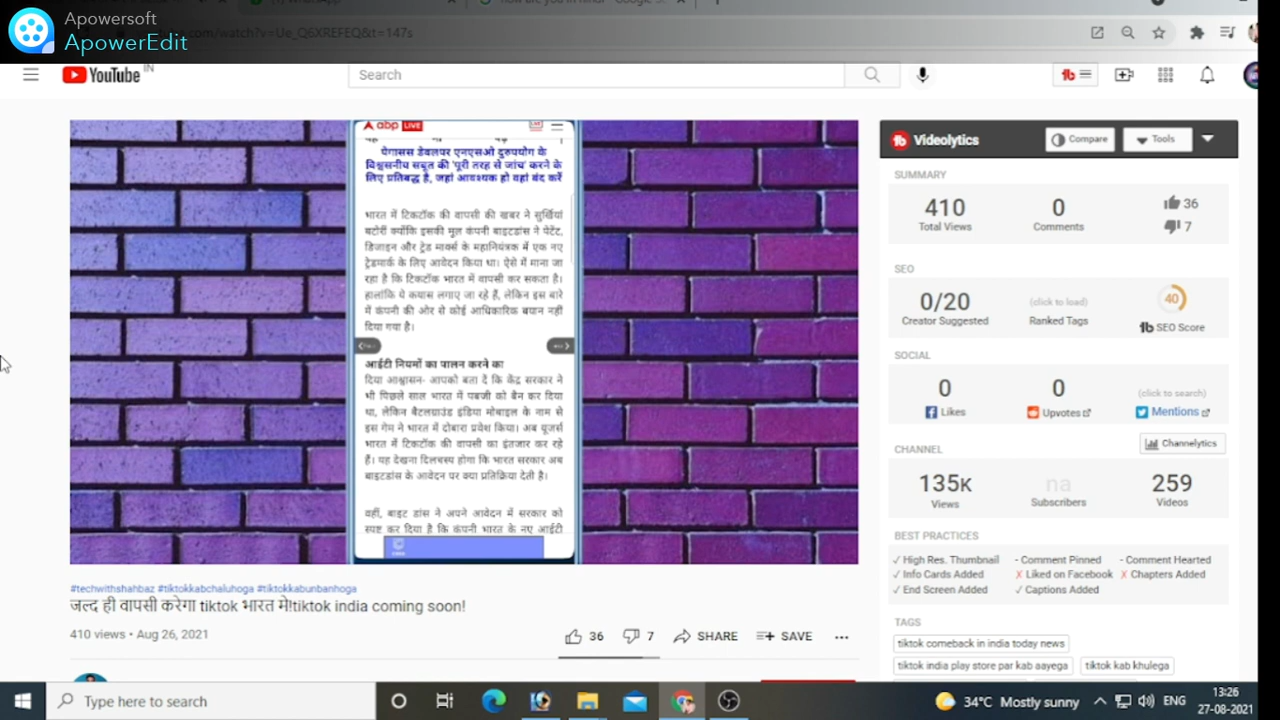 Apowersoft
ApowerEdit
com/watch?v=Ue_Q6XREFEQ&t=147s
YouTube IN
Search
abp LIVE
पेगासस डेवलपर एनएसओ दुरुपयोग के
विश्वसनीय सबूत की 'पूरी तरह से जांच' करने के
लिए प्रतिबद्ध है, जहां आवश्यक हो वहां बंद करें
भारत में टिकटॉक की वापसी की खबर ने सुर्खियां
बटोरीं क्योंकि इसकी मूल कंपनी बाइटडांस ने पेटेंट,
डिजाइन और ट्रेड मार्क्स के महानियंत्रक में एक नए
ट्रेडमार्क के लिए आवेदन किया था। ऐसे में माना जा
रहा है कि टिकटॉक भारत में वापसी कर सकता है।
हालांकि ये कयास लगाए जा रहे हैं, लेकिन इस बारे
में कंपनी की ओर से कोई आधिकारिक बयान नहीं
दिया गया है।
आईटी नियमों का पालन करने का
दिया आश्वासन- आपको बता दें कि केंद्र सरकार ने
भी पिछले साल भारत में पबजी को बैन कर दिया
था, लेकिन बैटलग्राउंड इंडिया मोबाइल के नाम से
इस गेम ने भारत में दोबारा प्रवेश किया। अब यूजर्स
भारत में टिकटॉक की वापसी का इंतजार कर रहे
हैं। यह देखना दिलचस्प होगा कि भारत सरकार अब
बाइटडांस के आवेदन पर क्या प्रतिक्रिया देती है।
वहीं, बाइट डांस ने अपने आवेदन में सरकार को
स्पष्ट कर दिया है कि कंपनी भारत के नए आईटी
#techwithshahbaz #tiktokkabchaluhoga #tiktokkabunbanhoga
जल्द ही वापसी करेगा tiktok भारत मे!tiktok india coming soon!
410 views • Aug 26, 2021
36 7 SHARE SAVE
Videolytics Compare Tools
SUMMARY
410 0 36
Total Views Comments 7
SEO
0/20 (click to load) 40
Creator Suggested Ranked Tags tb SEO Score
SOCIAL
0 0 (click to search)
Likes Upvotes Mentions
CHANNEL Channelytics
135K na 259
Views Subscribers Videos
BEST PRACTICES
✓ High Res. Thumbnail - Comment Pinned - Comment Hearted
✓ Info Cards Added ✗ Liked on Facebook ✗ Chapters Added
✓ End Screen Added ✓ Captions Added
TAGS
tiktok comeback in india today news
tiktok india play store par kab aayega tiktok kab khulega
Type here to search
34°C Mostly sunny ENG
13:26
27-08-2021